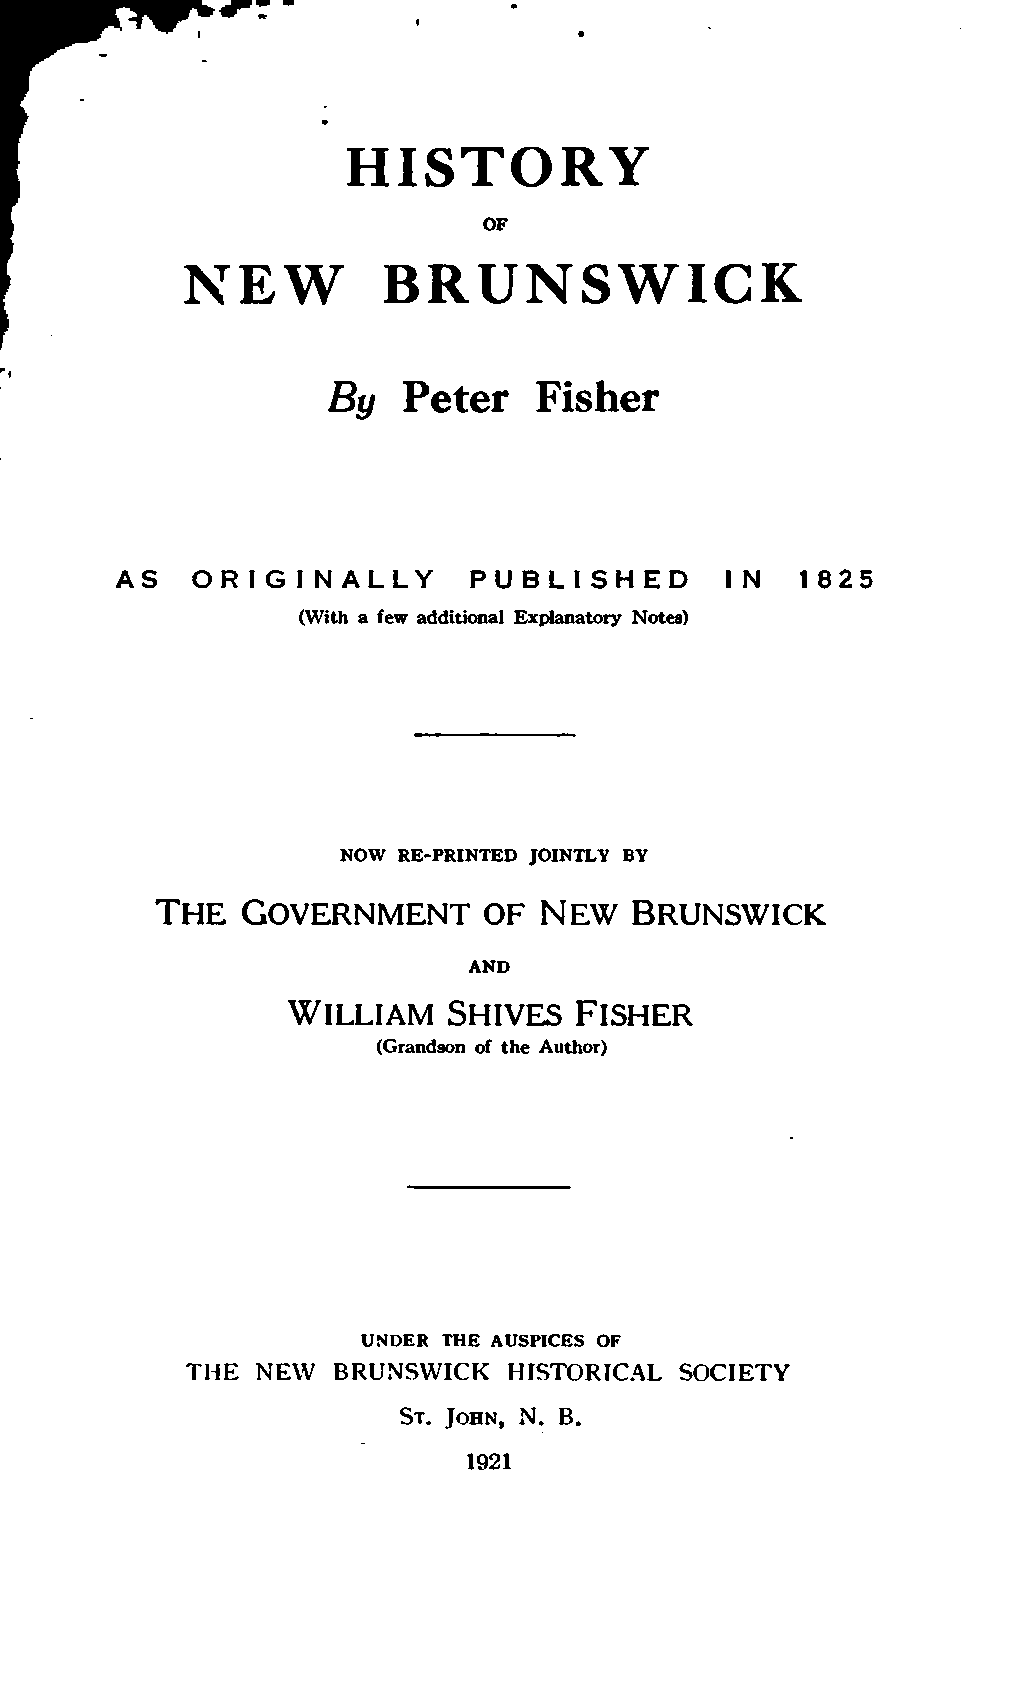 HISTORY
OF
NEW BRUNSWICK
By Peter Fisher
AS ORIGINALLY PUBLISHED IN 1825
(With a few additional Explanatory Notes)
NOW RE-PRINTED JOINTLY BY
THE GOVERNMENT OF NEW BRUNSWICK
AND
WILLIAM SHIVES FISHER
(Grandson of the Author)
UNDER THE AUSPICES OF
THE NEW BRUNSWICK HISTORICAL SOCIETY
ST. JOHN, N. B.
1921